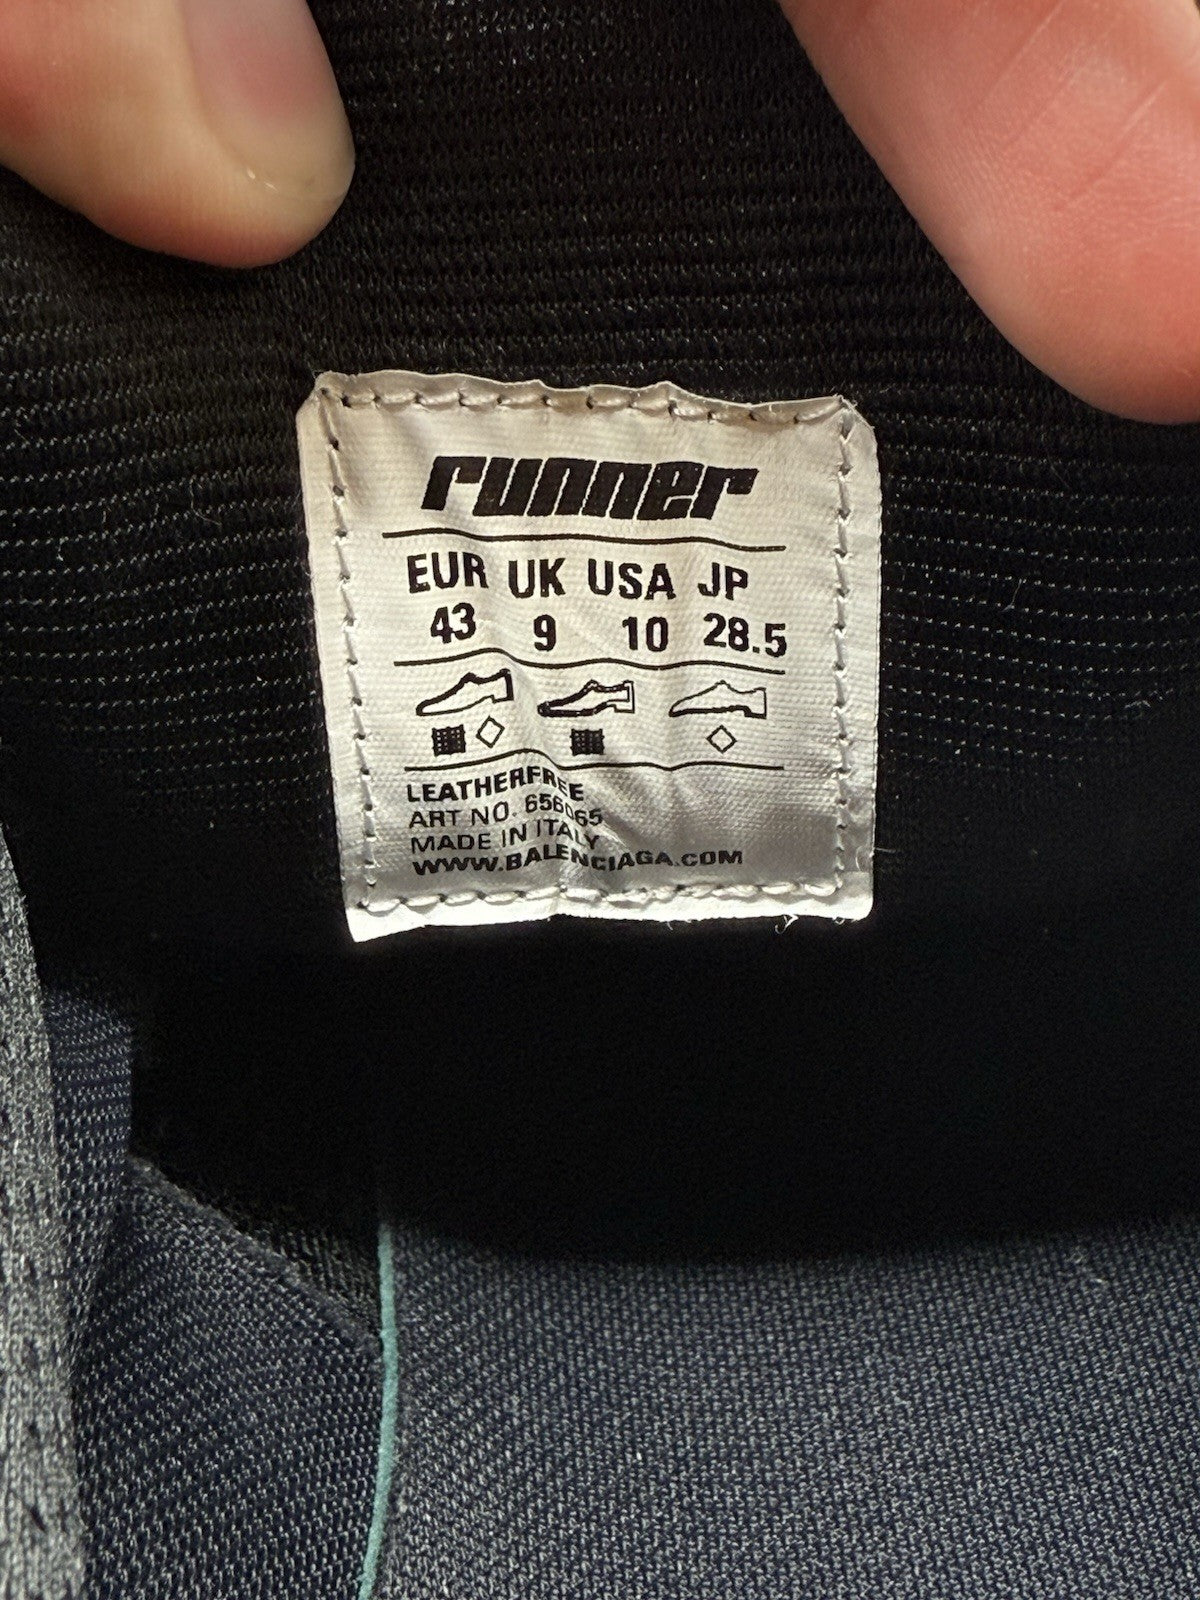 runner
EUR UK USA JP
43 9 10 28.5
LEATHERFREE
ART NO. 656065
MADE IN ITALY
WWW.BALENCIAGA.COM